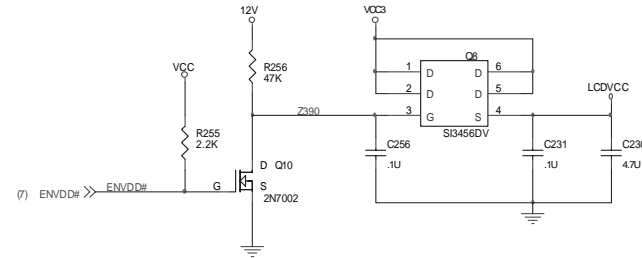 12V
VCC3
R256
47K
Q8
VCC
1 D D 6
2 D D 5
3 G S 4
LCDVCC
Z390
SI3456DV
R255
2.2K
C256
.1U
C231
.1U
C230
4.7U
D Q10
G S
2N7002
(7) ENVDD# ENVDD#